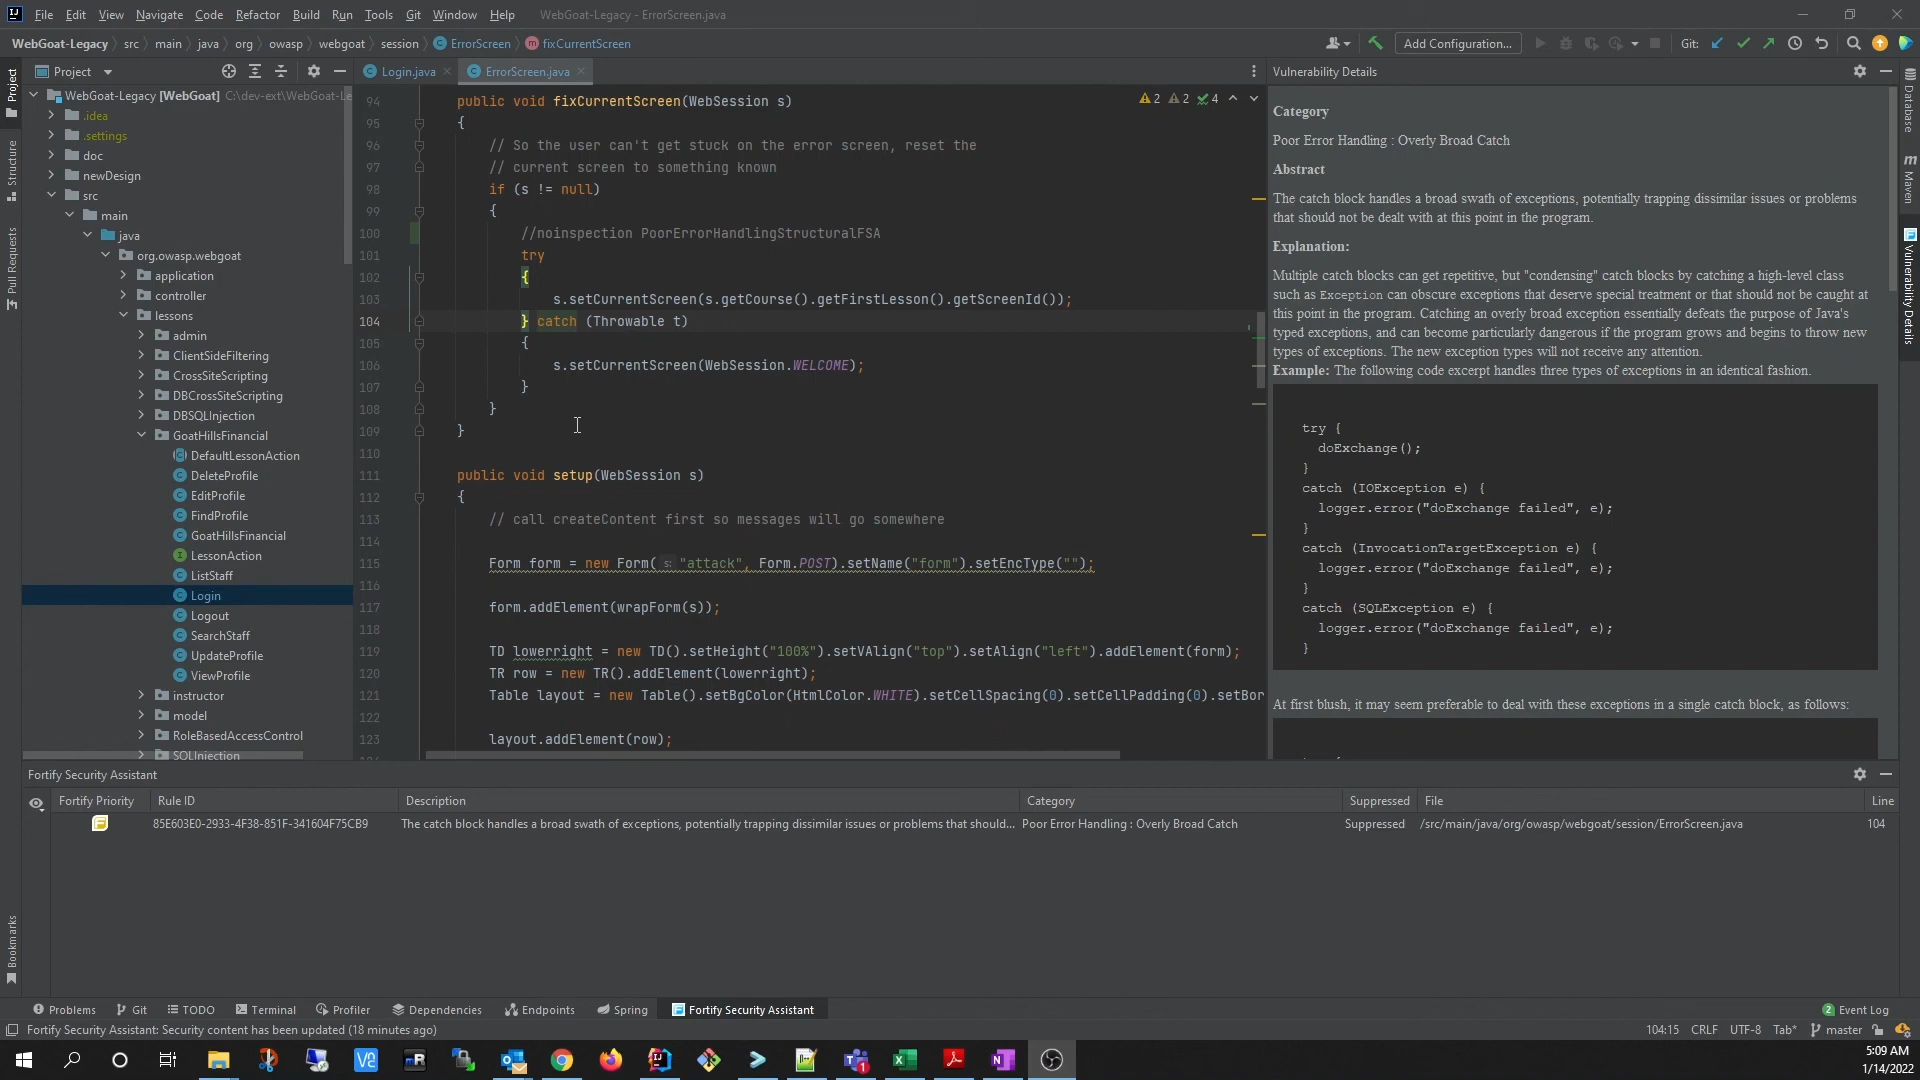 File Edit View Navigate Code Refactor Build Run Tools Git Window Help WebGoat-Legacy - ErrorScreen.java
WebGoat-Legacy src main java org owasp webgoat session ErrorScreen fixCurrentScreen Add Configuration... Git:
Project
Login.java ErrorScreen.java
Vulnerability Details
WebGoat-Legacy [WebGoat] C:\dev-ext\WebGoat-Le
.idea
.settings
doc
newDesign
src
main
java
org.owasp.webgoat
application
controller
lessons
admin
ClientSideFiltering
CrossSiteScripting
DBCrossSiteScripting
DBSQLInjection
GoatHillsFinancial
DefaultLessonAction
DeleteProfile
EditProfile
FindProfile
GoatHillsFinancial
LessonAction
ListStaff
Login
Logout
SearchStaff
UpdateProfile
ViewProfile
instructor
model
RoleBasedAccessControl
SQLInjection
Project
Structure
Pull Requests
Bookmarks
2 2 4
94 public void fixCurrentScreen(WebSession s)
95 {
96 // So the user can't get stuck on the error screen, reset the
97 // current screen to something known
98 if (s != null)
99 {
100 //noinspection PoorErrorHandlingStructuralFSA
101 try
102 {
103 s.setCurrentScreen(s.getCourse().getFirstLesson().getScreenId());
104 } catch (Throwable t)
105 {
106 s.setCurrentScreen(WebSession.WELCOME);
107 }
108 }
109 }
110
111 public void setup(WebSession s)
112 {
113 // call createContent first so messages will go somewhere
114
115 Form form = new Form( s: "attack", Form.POST).setName("form").setEncType("");
116
117 form.addElement(wrapForm(s));
118
119 TD lowerright = new TD().setHeight("100%").setVAlign("top").setAlign("left").addElement(form);
120 TR row = new TR().addElement(lowerright);
121 Table layout = new Table().setBgColor(HtmlColor.WHITE).setCellSpacing(0).setCellPadding(0).setBor
122
123 layout.addElement(row);
Category
Poor Error Handling : Overly Broad Catch
Abstract
The catch block handles a broad swath of exceptions, potentially trapping dissimilar issues or problems
that should not be dealt with at this point in the program.
Explanation:
Multiple catch blocks can get repetitive, but "condensing" catch blocks by catching a high-level class
such as Exception can obscure exceptions that deserve special treatment or that should not be caught at
this point in the program. Catching an overly broad exception essentially defeats the purpose of Java's
typed exceptions, and can become particularly dangerous if the program grows and begins to throw new
types of exceptions. The new exception types will not receive any attention.
Example: The following code excerpt handles three types of exceptions in an identical fashion.
try {
doExchange();
}
catch (IOException e) {
logger.error("doExchange failed", e);
}
catch (InvocationTargetException e) {
logger.error("doExchange failed", e);
}
catch (SQLException e) {
logger.error("doExchange failed", e);
}
At first blush, it may seem preferable to deal with these exceptions in a single catch block, as follows:
Database
Maven
Vulnerability Details
Fortify Security Assistant
Fortify Priority Rule ID Description Category Suppressed File Line
85E603E0-2933-4F38-851F-341604F75CB9 The catch block handles a broad swath of exceptions, potentially trapping dissimilar issues or problems that should... Poor Error Handling : Overly Broad Catch Suppressed /src/main/java/org/owasp/webgoat/session/ErrorScreen.java 104
Problems Git TODO Terminal Profiler Dependencies Endpoints Spring Fortify Security Assistant 2 Event Log
Fortify Security Assistant: Security content has been updated (18 minutes ago) 104:15 CRLF UTF-8 Tab* master
5:09 AM
1/14/2022